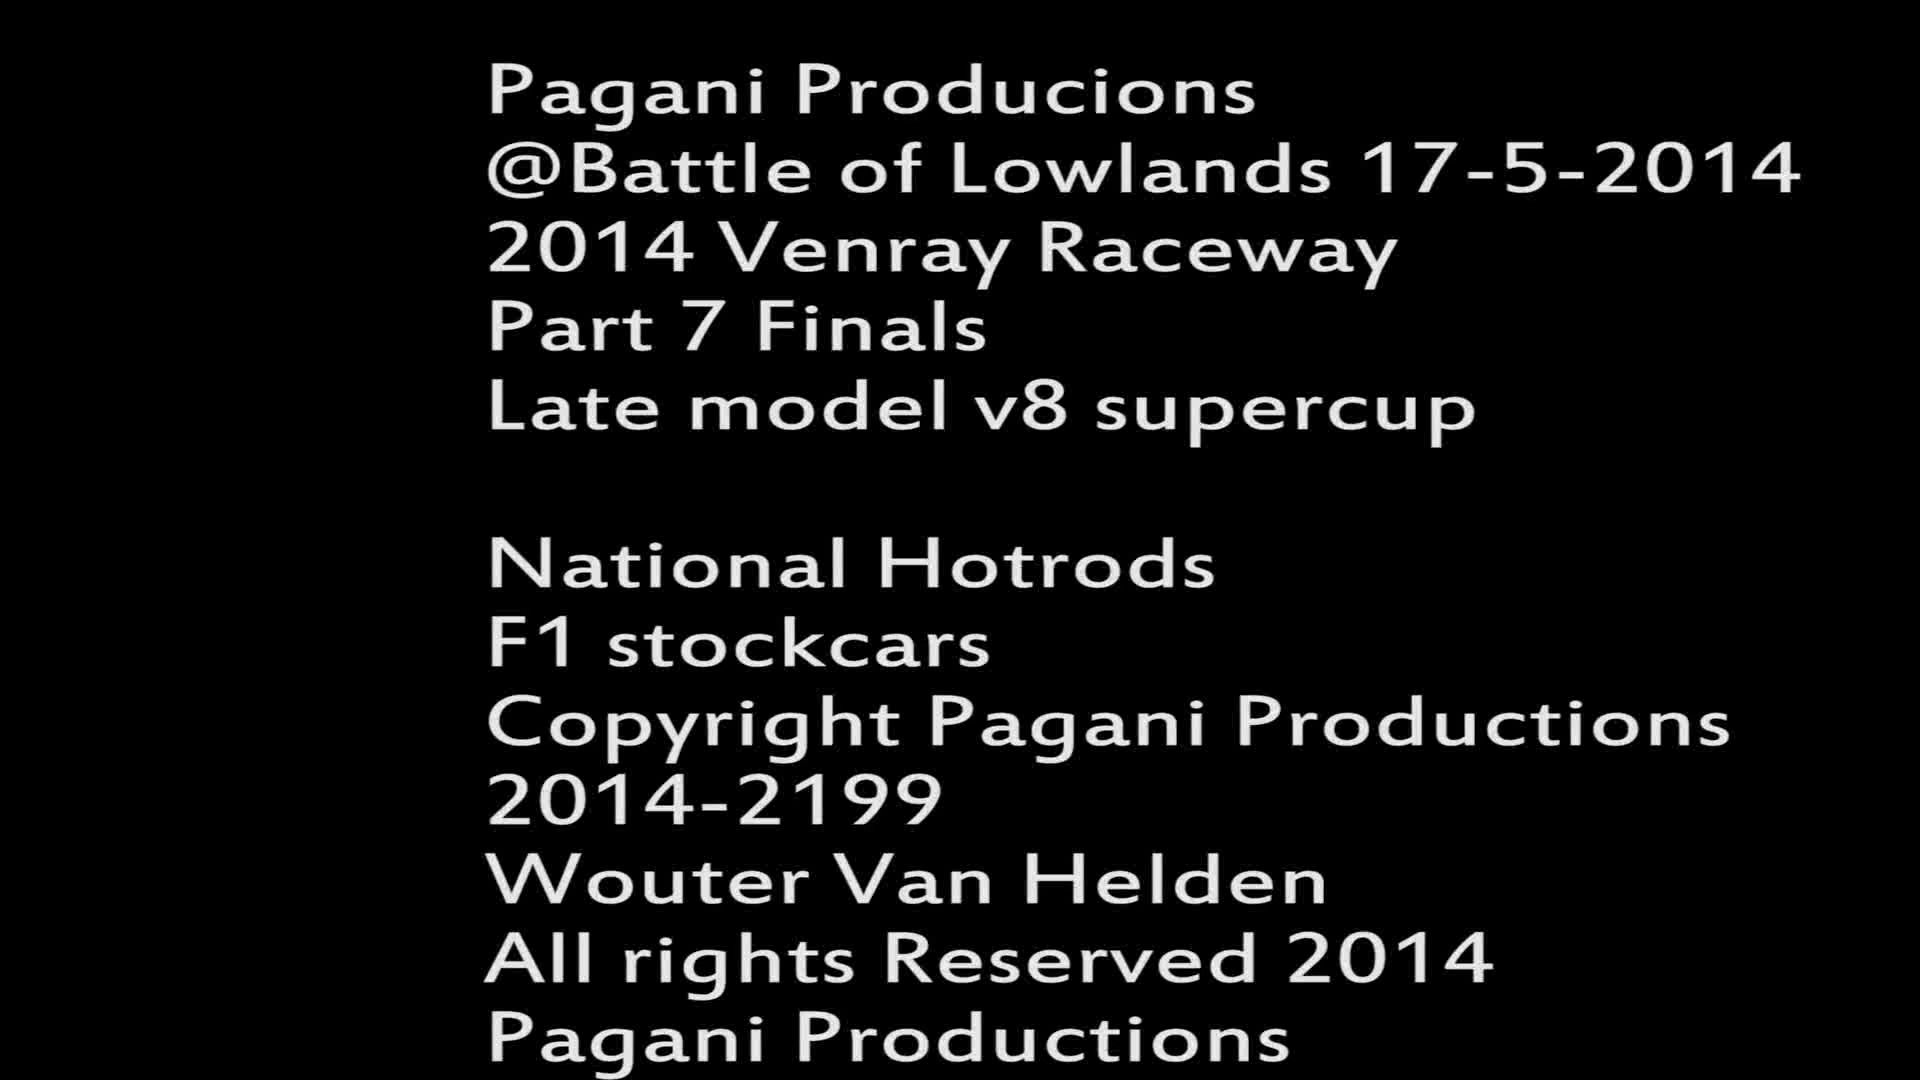 Pagani Producions
@Battle of Lowlands 17-5-2014
2014 Venray Raceway
Part 7 Finals
Late model v8 supercup
National Hotrods
F1 stockcars
Copyright Pagani Productions
2014-2199
Wouter Van Helden
All rights Reserved 2014
Pagani Productions